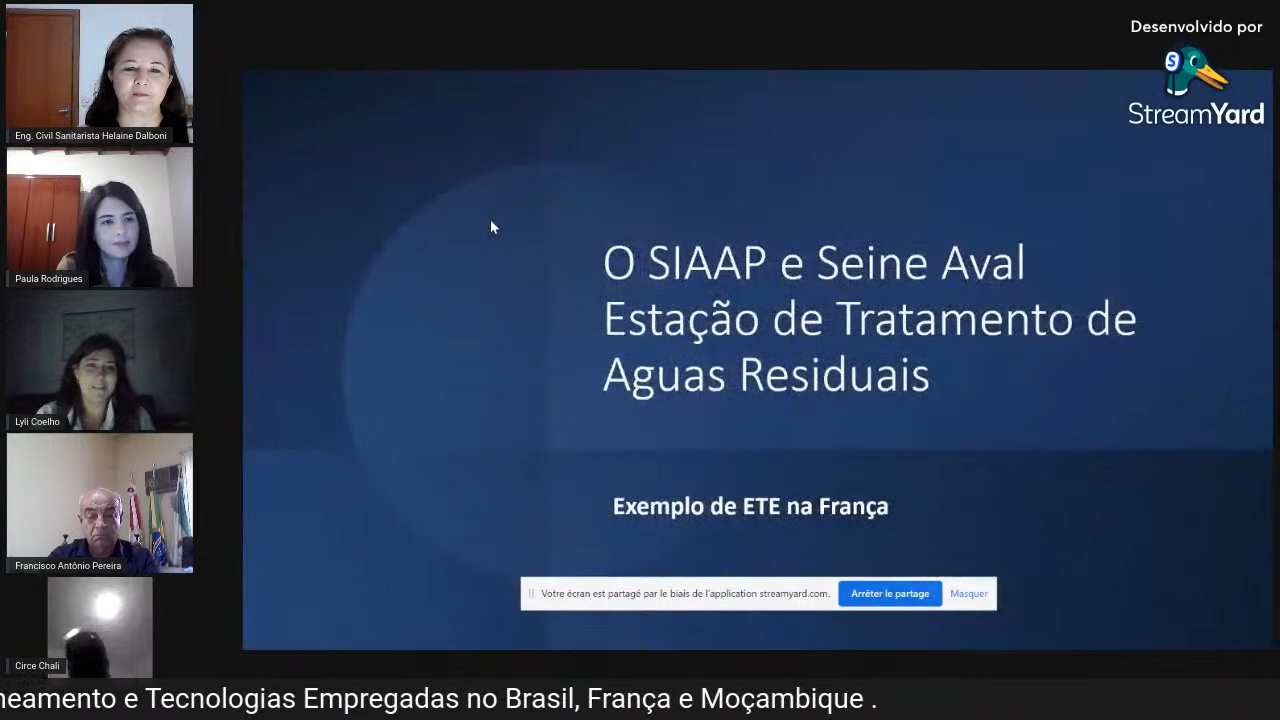 Desenvolvido por
StreamYard
Eng. Civil Sanitarista Helaine Dalboni
Paula Rodrigues
Lyli Coelho
Francisco Antônio Pereira
Circe Chali
O SIAAP e Seine Aval
Estação de Tratamento de
Aguas Residuais
Exemplo de ETE na França
Votre écran est partagé par le biais de l'application streamyard.com.
Arrêter le partage
Masquer
neamento e Tecnologias Empregadas no Brasil, França e Moçambique .